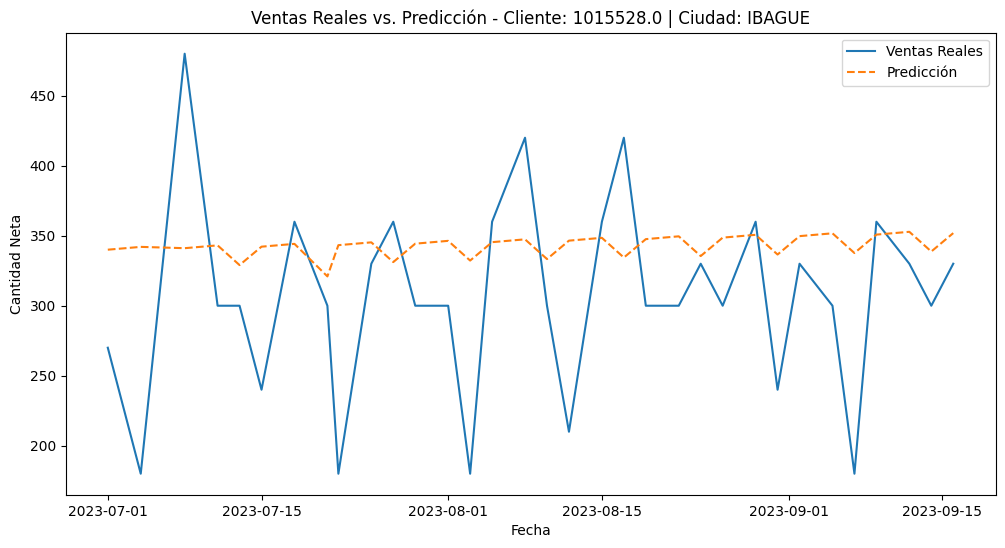 Ventas Reales vs. Predicción - Cliente: 1015528.0 | Ciudad: IBAGUE
Ventas Reales
Predicción
Cantidad Neta
450
400
350
300
250
200
2023-07-01
2023-07-15
2023-08-01
2023-08-15
2023-09-01
2023-09-15
Fecha